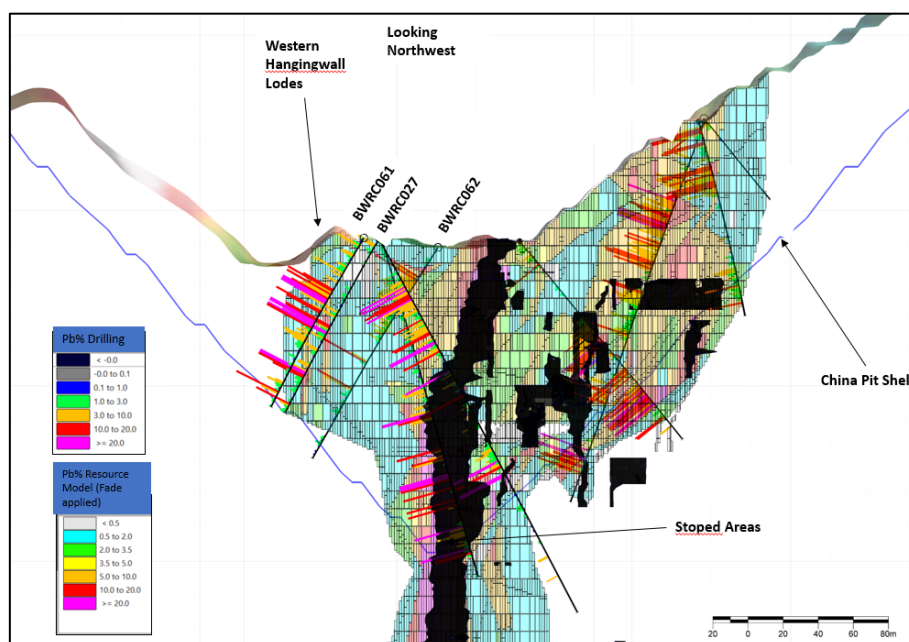 Looking
Northwest
Western
Hangingwall
Lodes
BWRC061
BWRC027
BWRC062
China Pit Shel
Stoped Areas
Pb% Drilling
< -0.0
-0.0 to 0.1
0.1 to 1.0
1.0 to 3.0
3.0 to 10.0
10.0 to 20.0
>= 20.0
Pb% Resource
Model (Fade
applied)
< 0.5
0.5 to 2.0
2.0 to 3.5
3.5 to 5.0
5.0 to 10.0
10.0 to 20.0
>= 20.0
20 0 20 40 60 80m